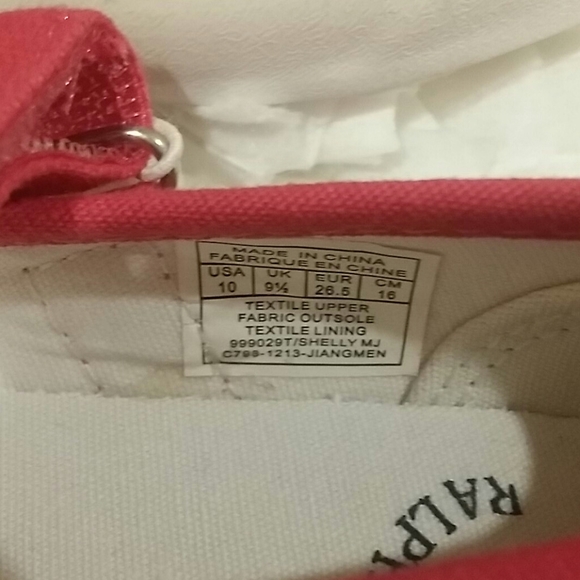 MADE IN CHINA
FABRIQUE EN CHINE
USA UK EUR CM
10 9½ 26.5 16
TEXTILE UPPER
FABRIC OUTSOLE
TEXTILE LINING
999029T/SHELLY MJ
C798-1213-JIANGMEN
RALPH